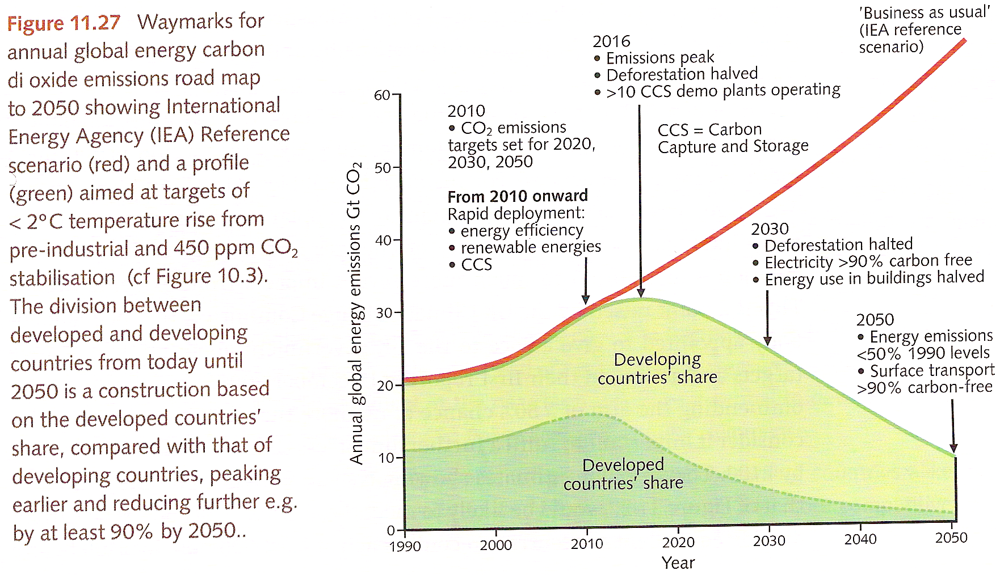 Figure 11.27 Waymarks for
annual global energy carbon
di oxide emissions road map
to 2050 showing International
Energy Agency (IEA) Reference
scenario (red) and a profile
(green) aimed at targets of
< 2°C temperature rise from
pre-industrial and 450 ppm CO₂
stabilisation (cf Figure 10.3).
The division between
developed and developing
countries from today until
2050 is a construction based
on the developed countries'
share, compared with that of
developing countries, peaking
earlier and reducing further e.g.
by at least 90% by 2050..
'Business as usual'
(IEA reference
scenario)
2016
• Emissions peak
• Deforestation halved
• >10 CCS demo plants operating
CCS = Carbon
Capture and Storage
2010
• CO₂ emissions
targets set for 2020,
2030, 2050
From 2010 onward
Rapid deployment:
• energy efficiency
• renewable energies
• CCS
2030
• Deforestation halted
• Electricity >90% carbon free
• Energy use in buildings halved
2050
• Energy emissions
<50% 1990 levels
• Surface transport
>90% carbon-free
Developing
countries' share
Developed
countries' share
Annual global energy emissions Gt CO₂
60
50
40
30
20
10
0
1990 2000 2010 2020 2030 2040 2050
Year